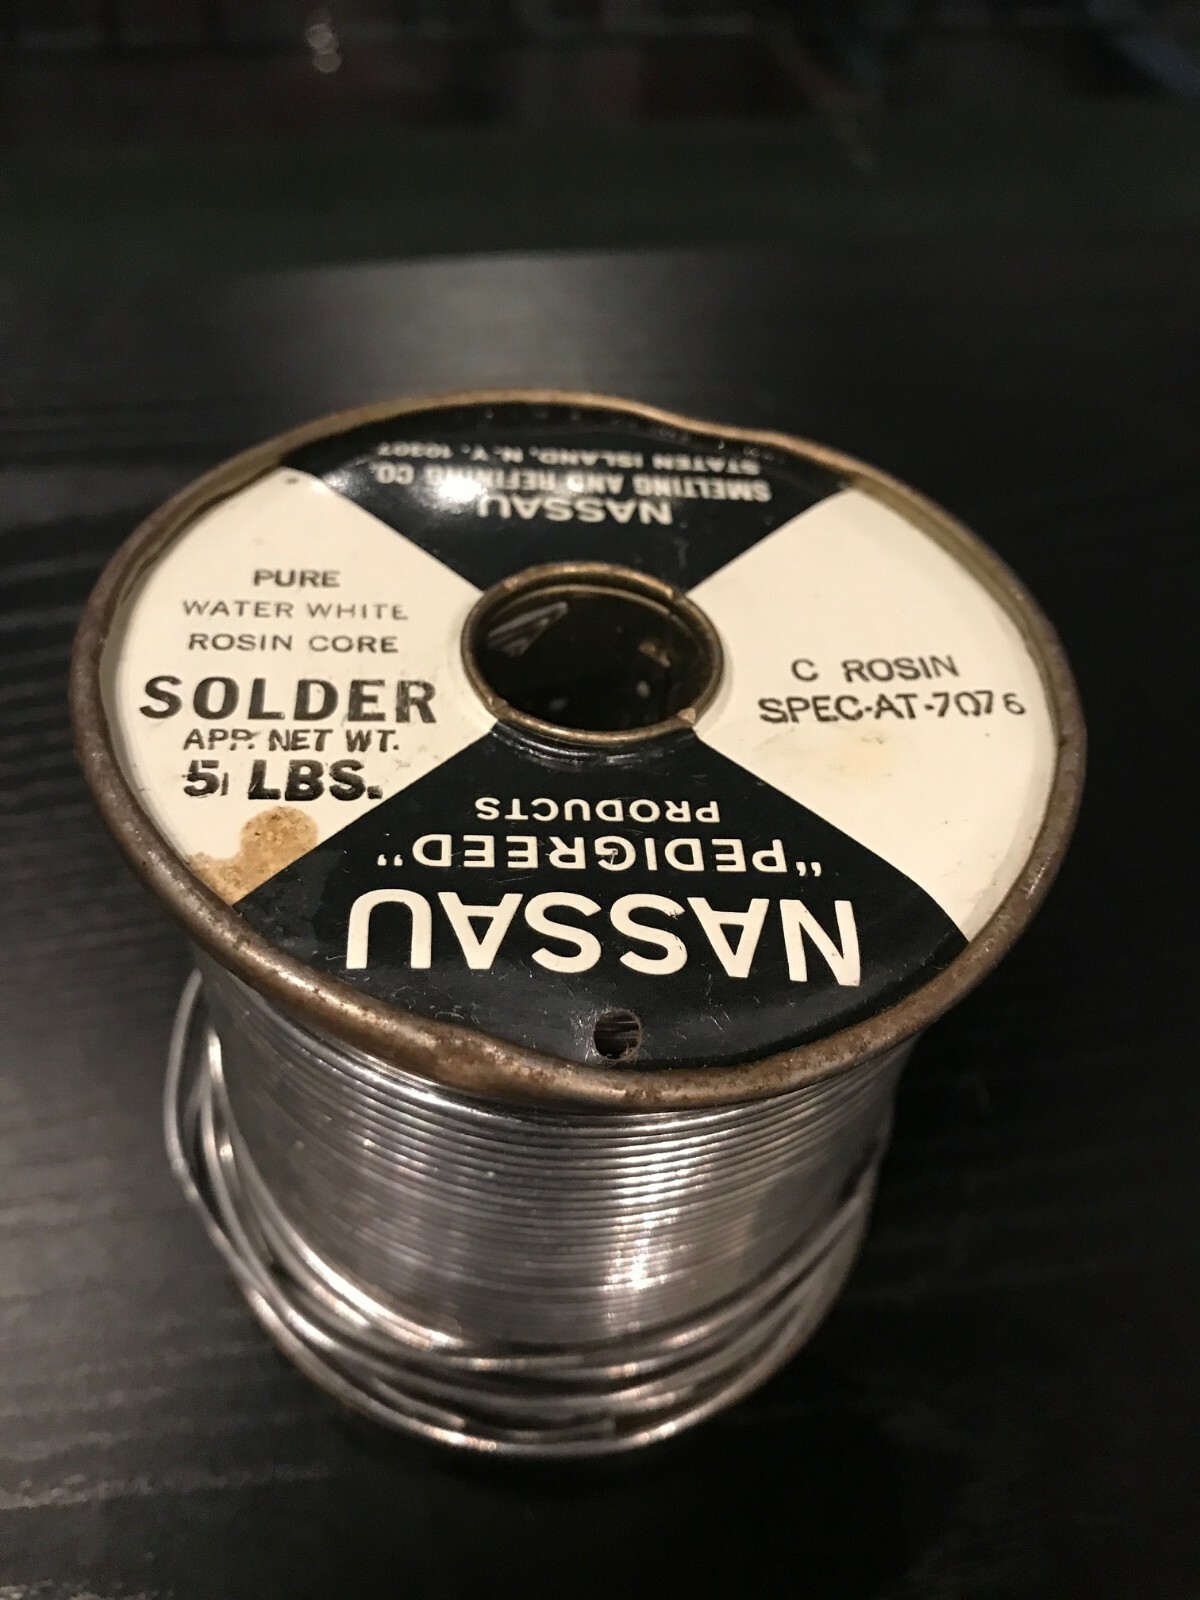 NASSAU
SMELTING AND REFINING CO.
STATEN ISLAND, N.Y. 10307
PURE
WATER WHITE
ROSIN CORE
SOLDER
APP. NET WT.
5 LBS.
C ROSIN
SPEC-AT-7076
NASSAU
"PEDIGREED"
PRODUCTS